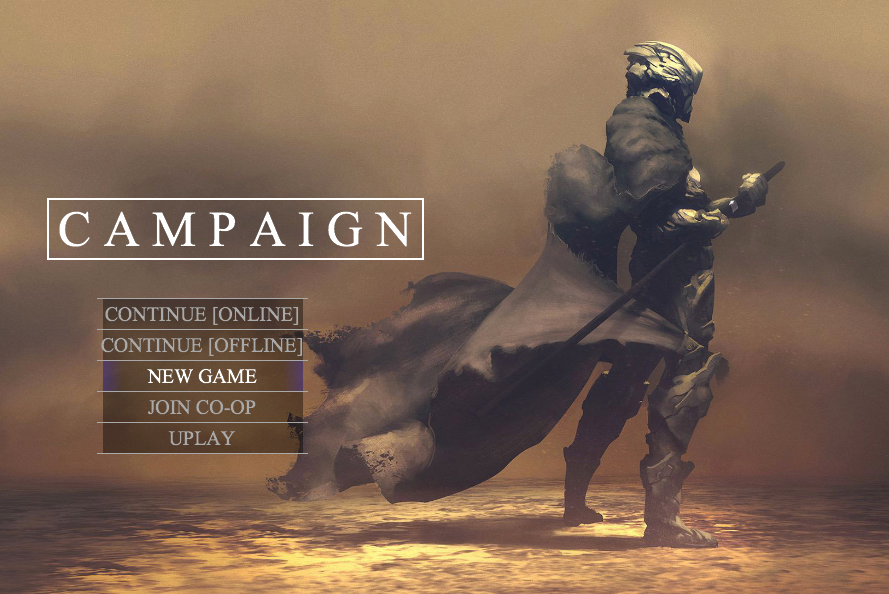 CAMPAIGN
CONTINUE [ONLINE]
CONTINUE [OFFLINE]
NEW GAME
JOIN CO-OP
UPLAY